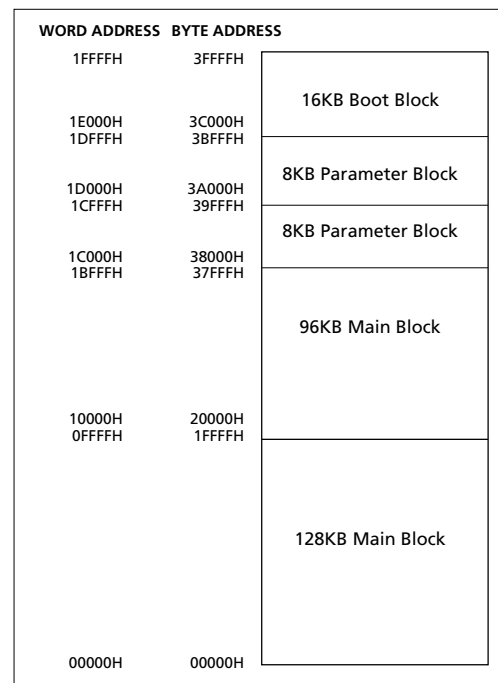 WORD ADDRESS BYTE ADDRESS
1FFFFH 3FFFFH
16KB Boot Block
1E000H 3C000H
1DFFFH 3BFFFH
8KB Parameter Block
1D000H 3A000H
1CFFFH 39FFFH
8KB Parameter Block
1C000H 38000H
1BFFFH 37FFFH
96KB Main Block
10000H 20000H
0FFFFH 1FFFFH
128KB Main Block
00000H 00000H